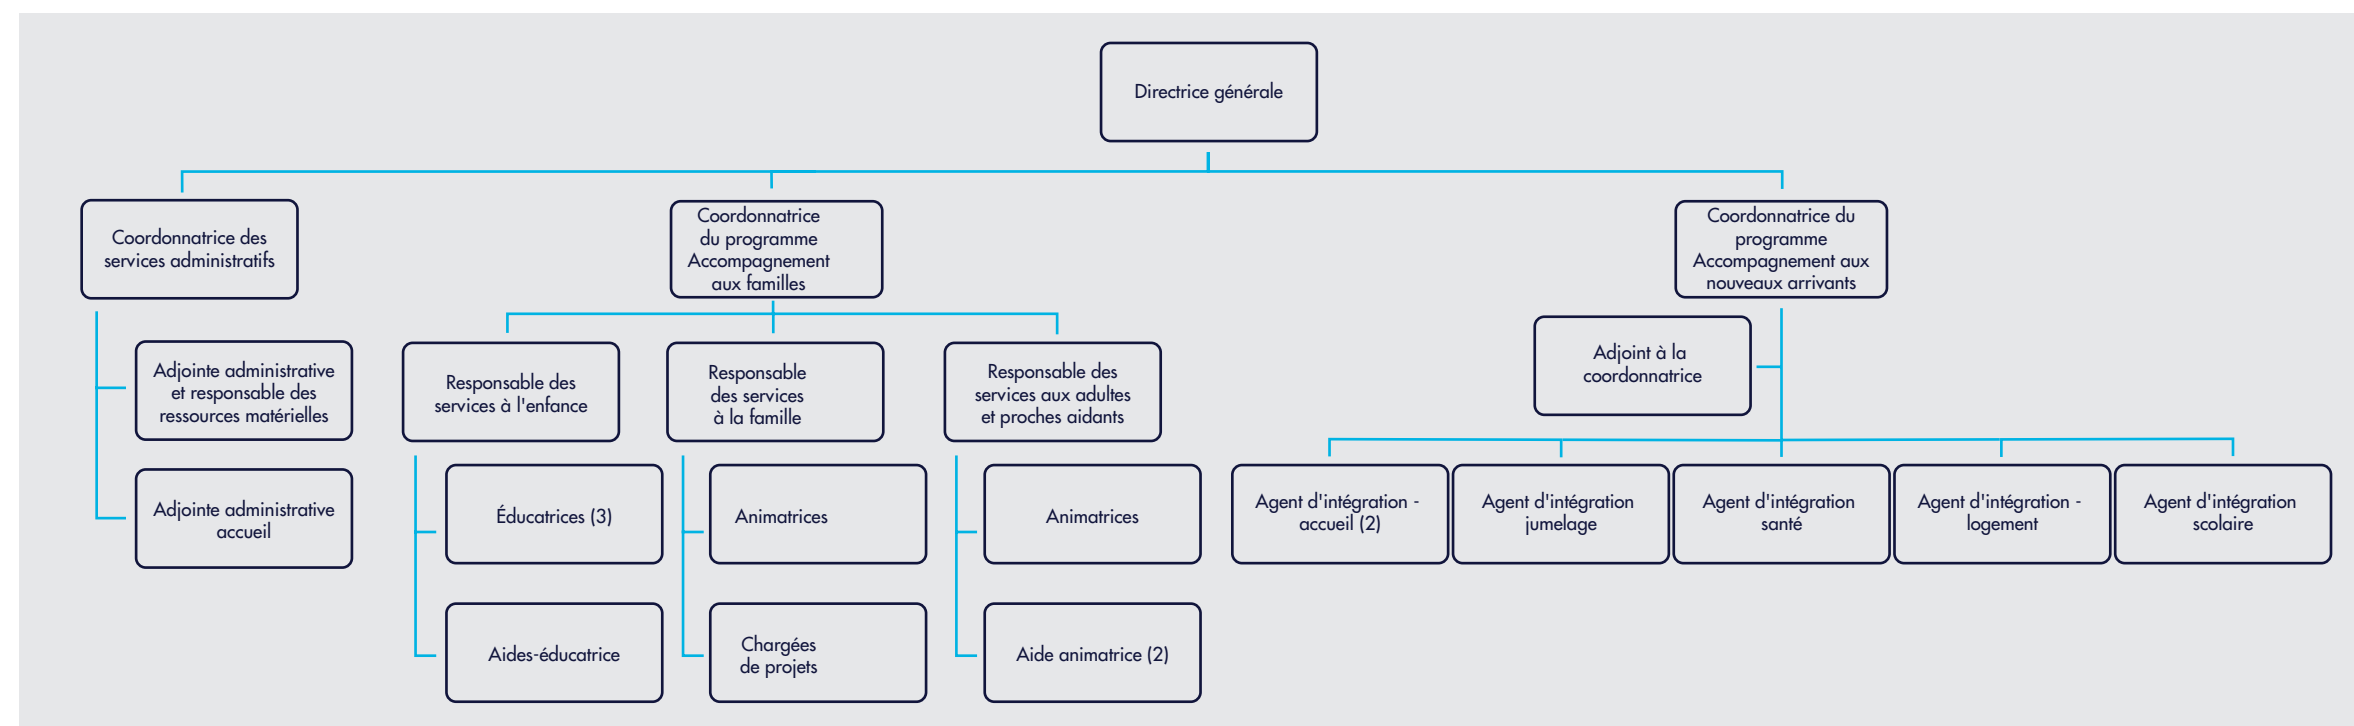 Directrice générale
Coordonnatrice des
services administratifs
Coordonnatrice
du programme
Accompagnement
aux familles
Coordonnatrice du
programme
Accompagnement aux
nouveaux arrivants
Adjoint à la
coordonnatrice
Adjointe administrative
et responsable des
ressources matérielles
Responsable des
services à l'enfance
Responsable
des services
à la famille
Responsable des
services aux adultes
et proches aidants
Adjointe administrative
accueil
Éducatrices (3)
Animatrices
Animatrices
Agent d'intégration -
accueil (2)
Agent d'intégration
jumelage
Agent d'intégration
santé
Agent d'intégration -
logement
Agent d'intégration
scolaire
Aides-éducatrice
Chargées
de projets
Aide animatrice (2)